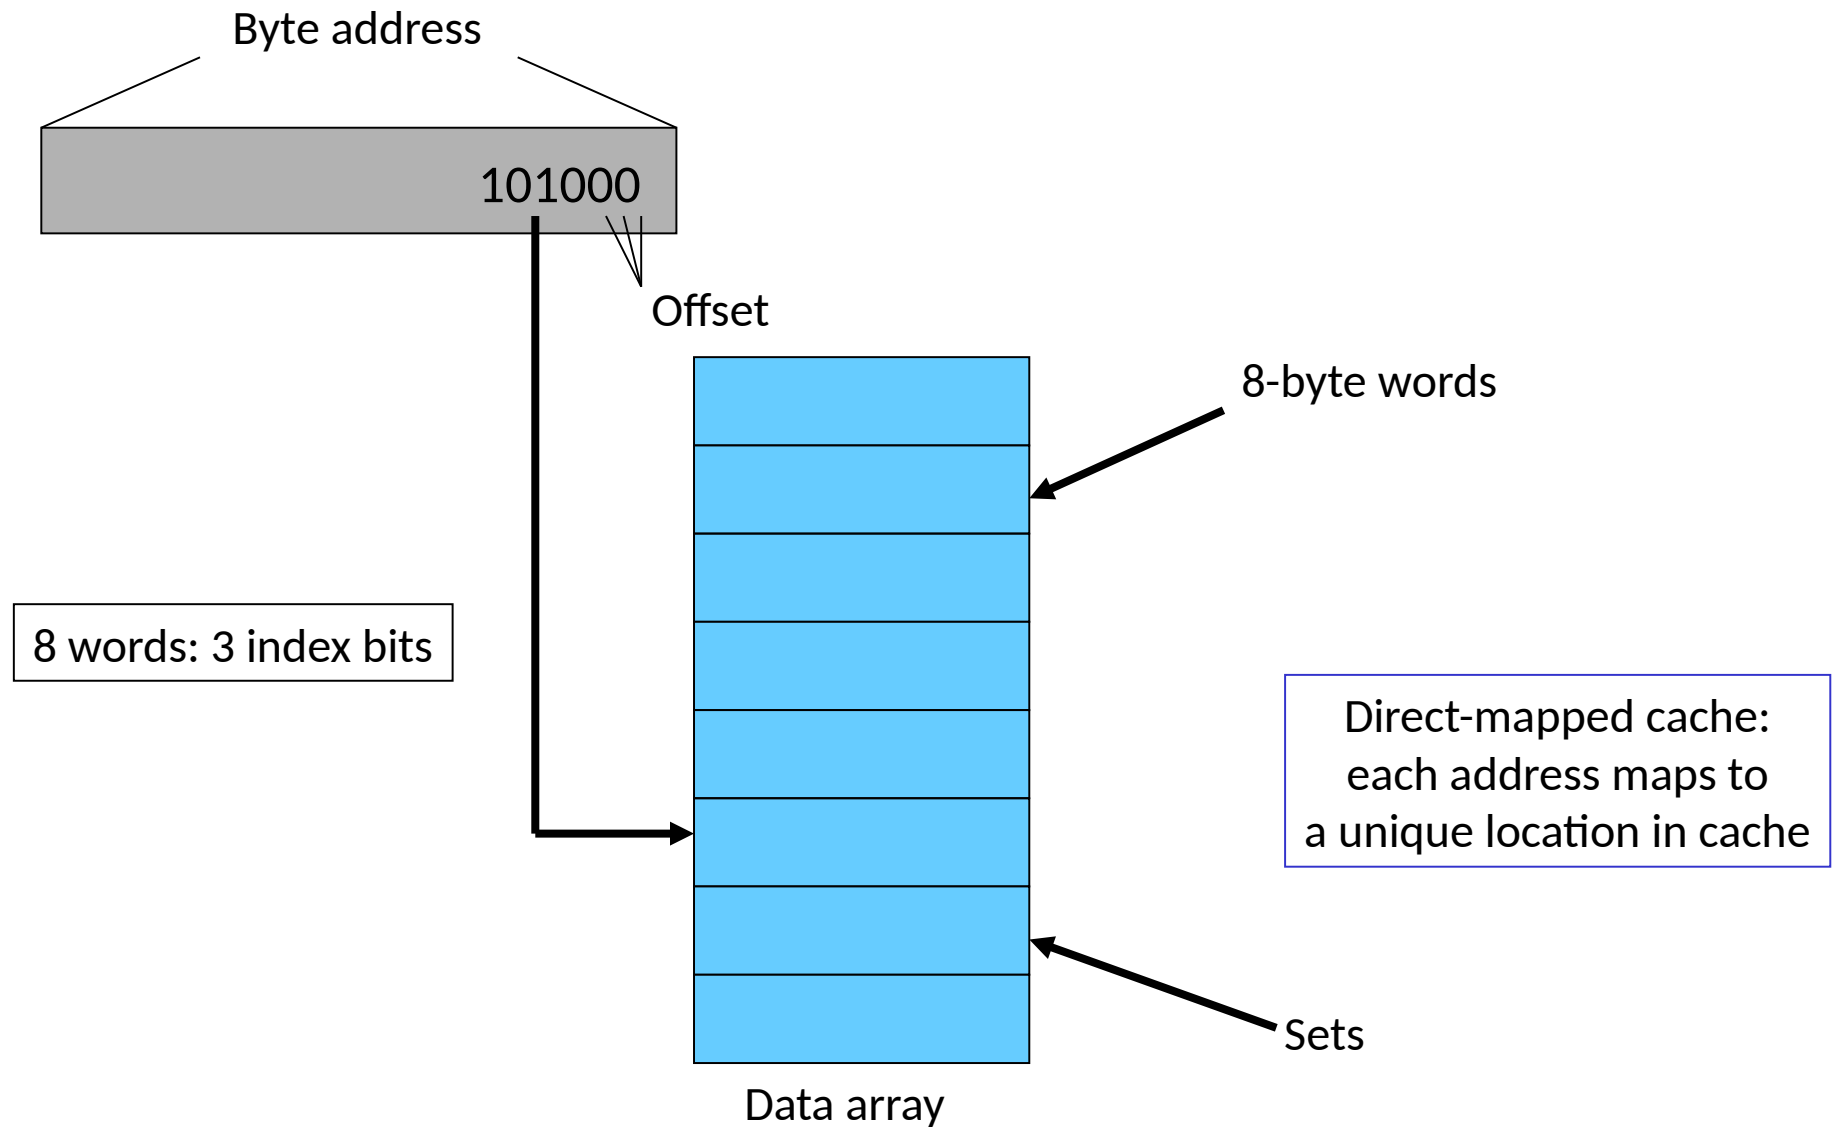 Byte address
101000
Offset
8-byte words
8 words: 3 index bits
Direct-mapped cache:
each address maps to
a unique location in cache
Sets
Data array